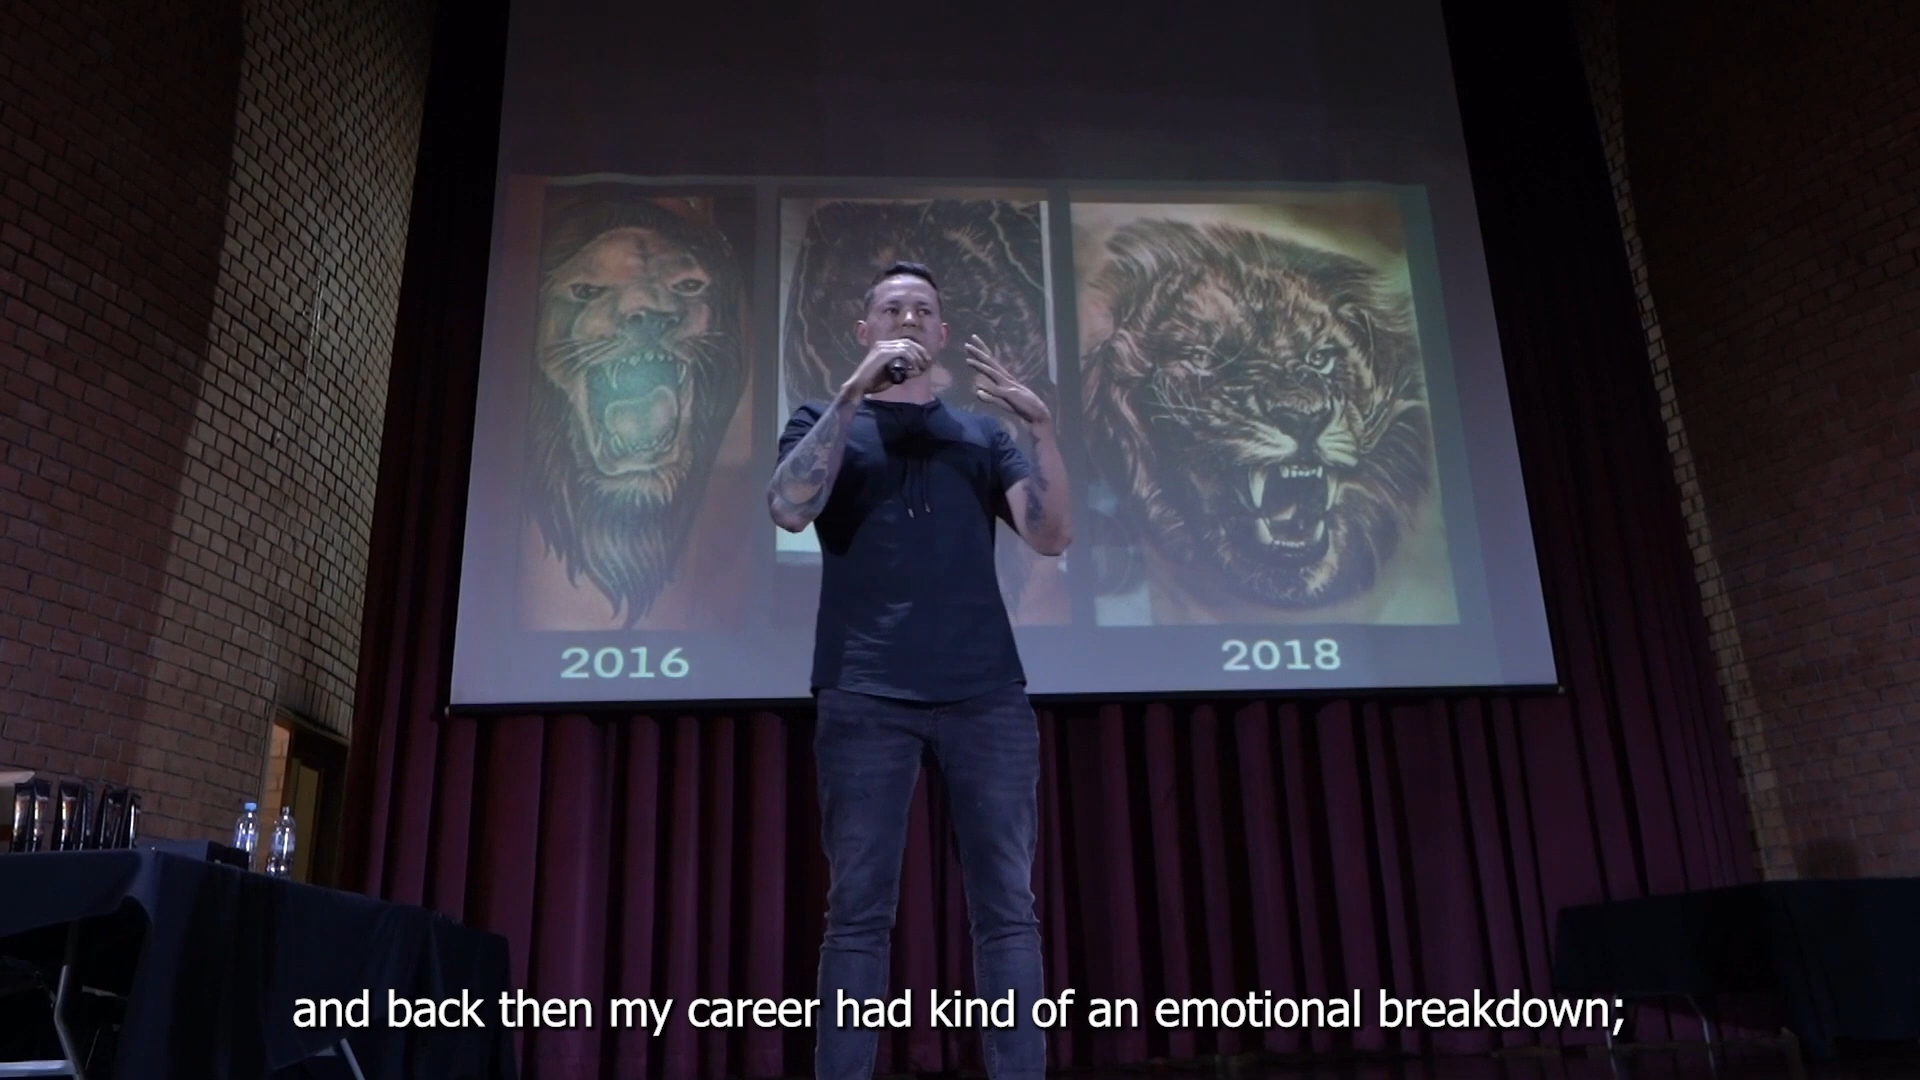 2016
2018
and back then my career had kind of an emotional breakdown;